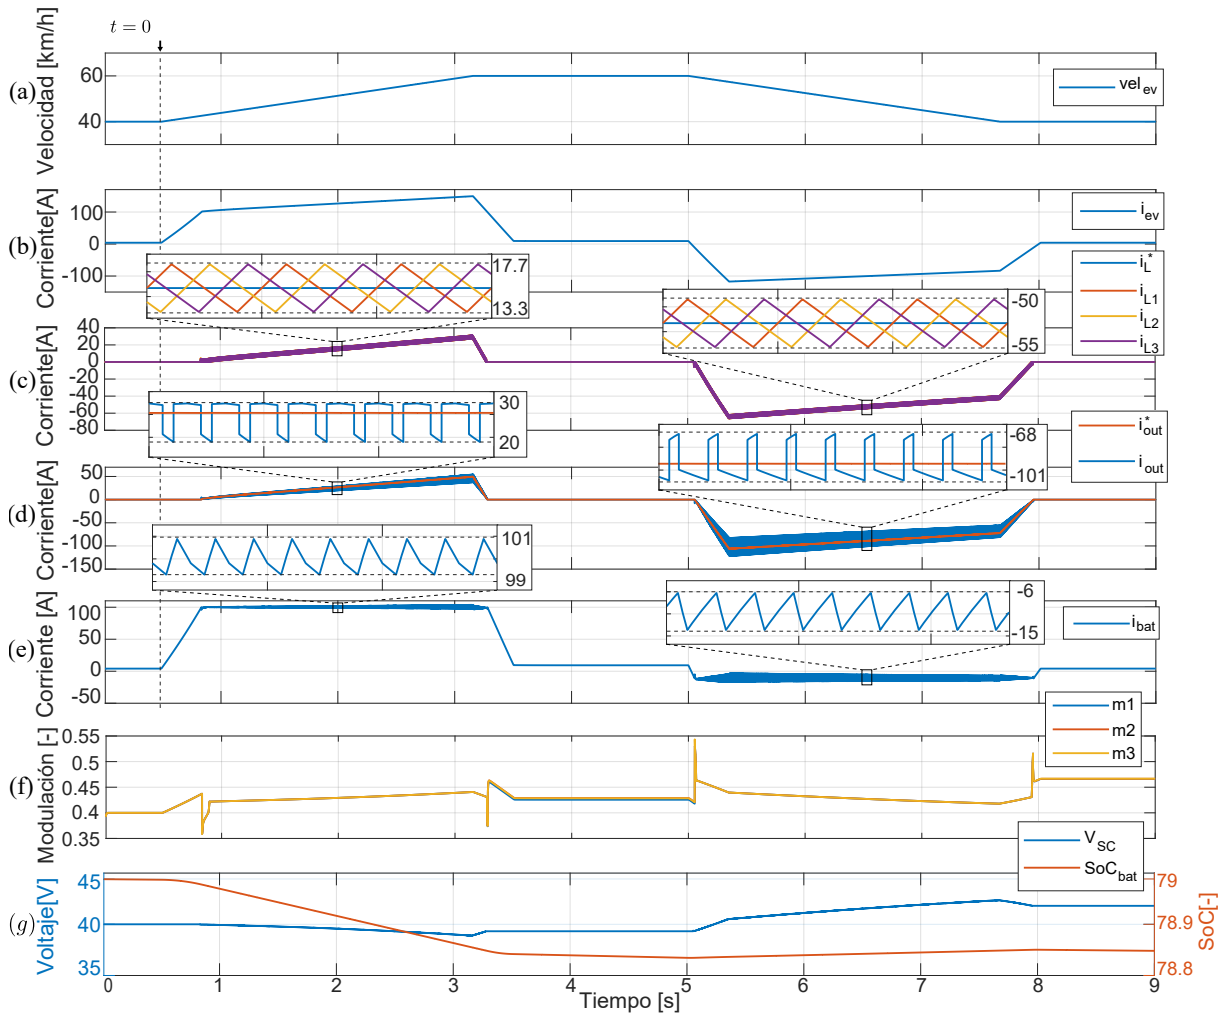 t = 0
(a)
Velocidad [km/h]
60
40
vel_ev
(b)
Corriente[A]
100
0
-100
i_ev
17.7
13.3
-50
-55
i_L^*
i_L1
i_L2
i_L3
(c)
Corriente[A]
40
20
0
-20
-40
-60
-80
30
20
-68
-101
i_out^*
i_out
(d)
Corriente[A]
50
0
-50
-100
-150
101
99
-6
-15
(e)
Corriente [A]
100
50
0
-50
i_bat
(f)
Modulación [-]
0.55
0.5
0.45
0.4
0.35
m1
m2
m3
(g)
Voltaje[V]
45
40
35
V_SC
SoC_bat
79
78.9
78.8
SoC[-]
0 1 2 3 4 5 6 7 8 9
Tiempo [s]